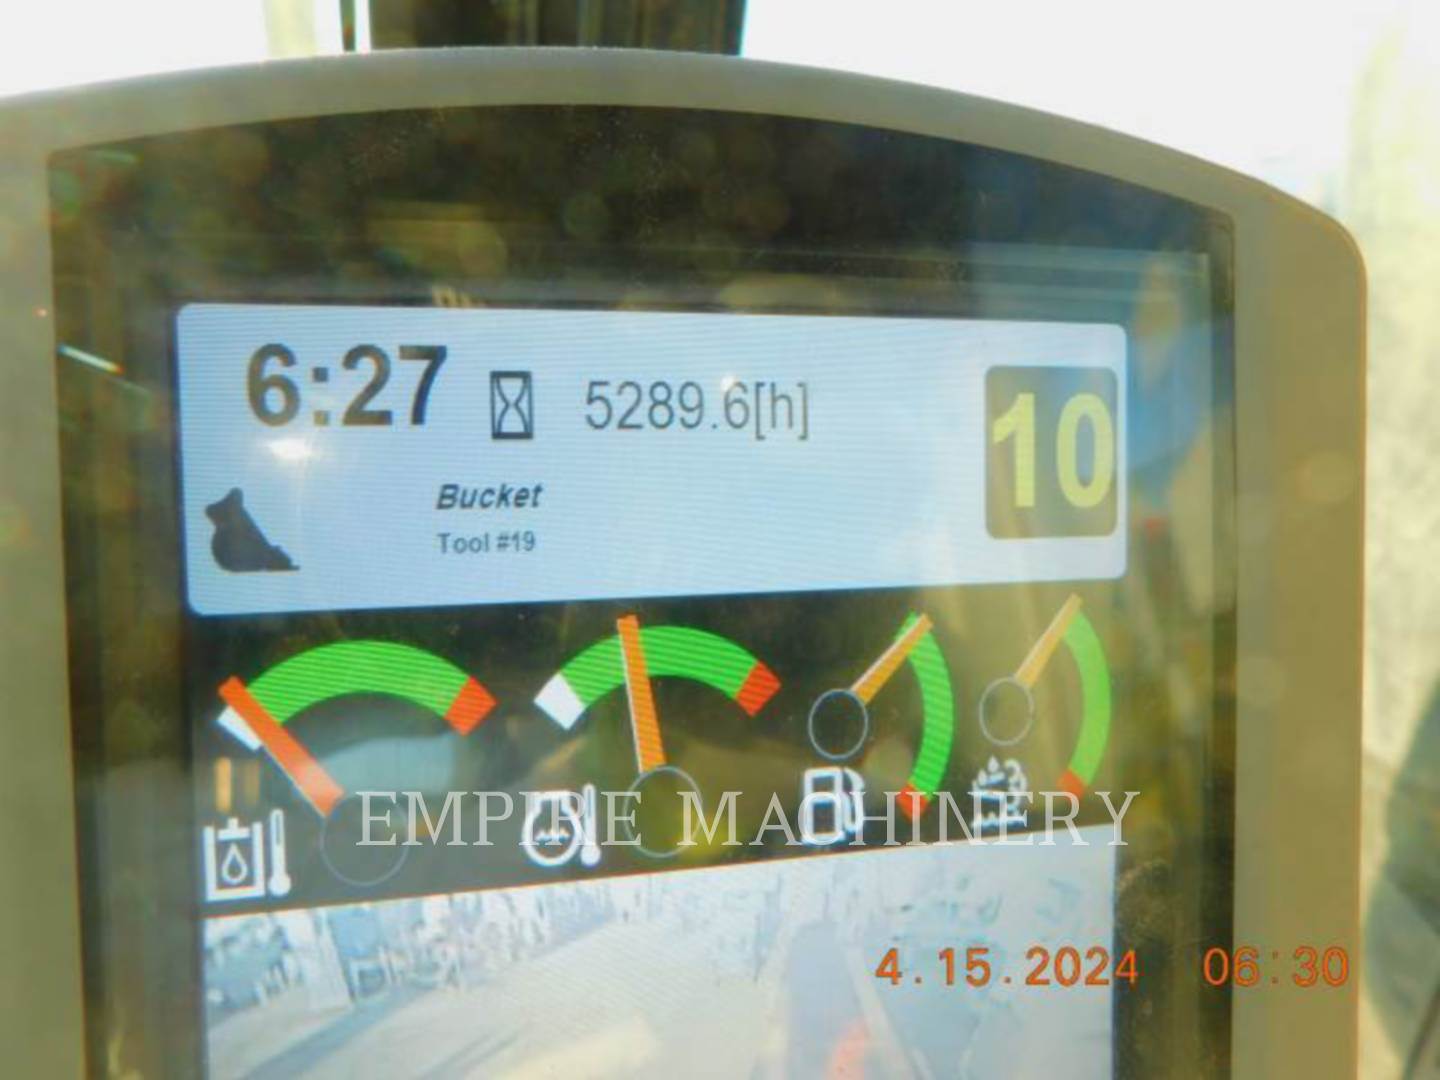 6:27 5289.6[h] 10
Bucket
Tool #19
EMPIRE MACHINERY
4.15.2024 06:30